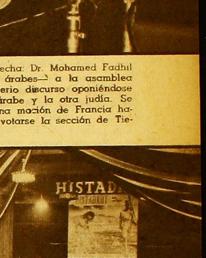 echa: Dr. Mohamed Fadhil
árabes— a la asamblea
erio discurso oponiéndose
árabe y la otra judía. Se
na mación de Francia ha-
votarse la sección de Tie-
HISTAD